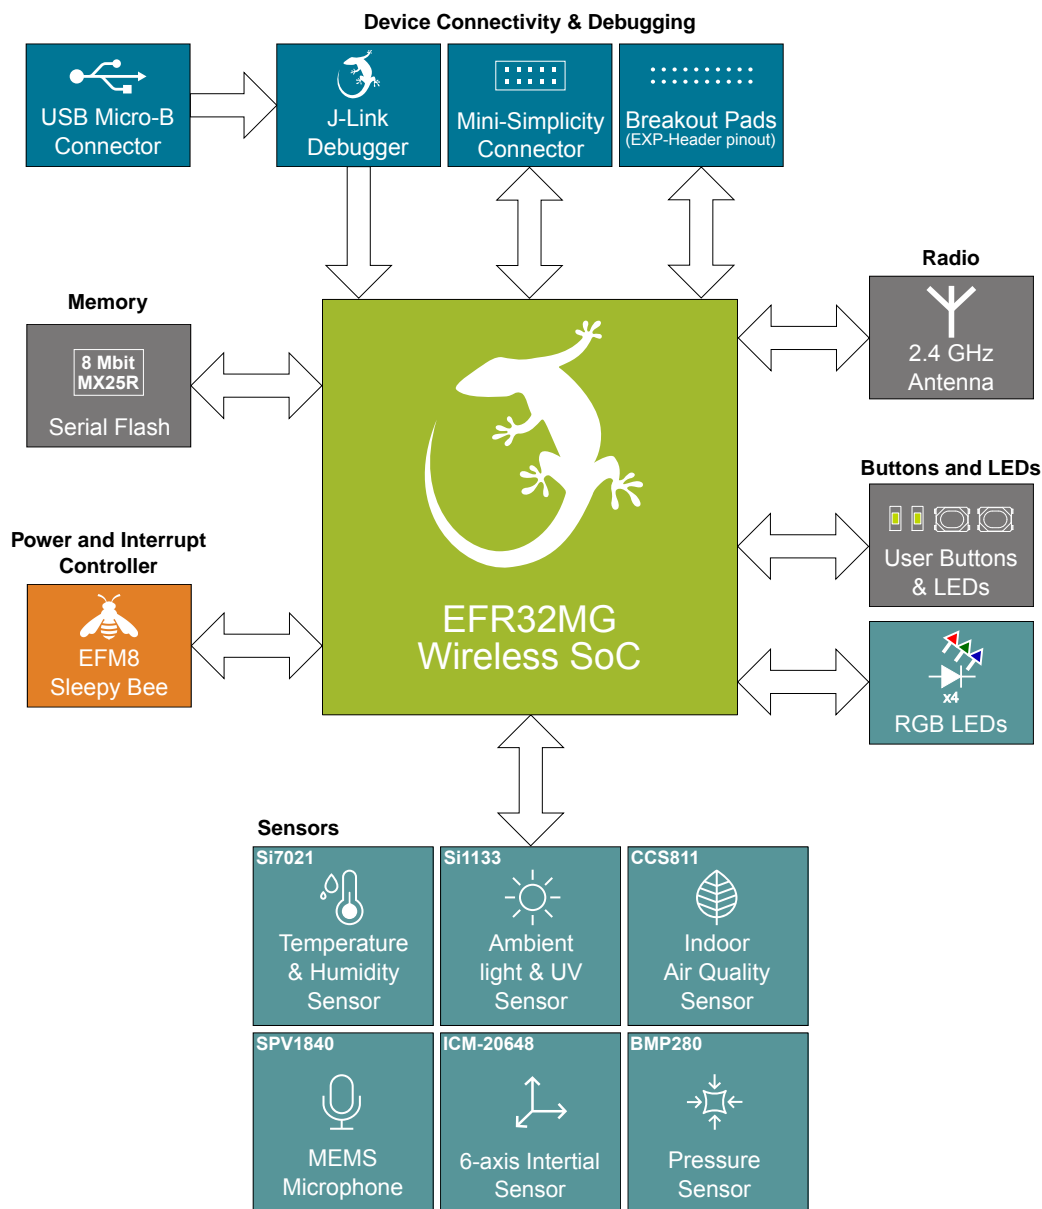 Device Connectivity & Debugging
USB Micro-B
Connector
J-Link
Debugger
Mini-Simplicity
Connector
Breakout Pads
(EXP-Header pinout)
Radio
2.4 GHz
Antenna
Memory
8 Mbit
MX25R
Serial Flash
Buttons and LEDs
User Buttons
& LEDs
Power and Interrupt
Controller
EFM8
Sleepy Bee
EFR32MG
Wireless SoC
x4
RGB LEDs
Sensors
Si7021
Temperature
& Humidity
Sensor
Si1133
Ambient
light & UV
Sensor
CCS811
Indoor
Air Quality
Sensor
SPV1840
MEMS
Microphone
ICM-20648
6-axis Intertial
Sensor
BMP280
Pressure
Sensor